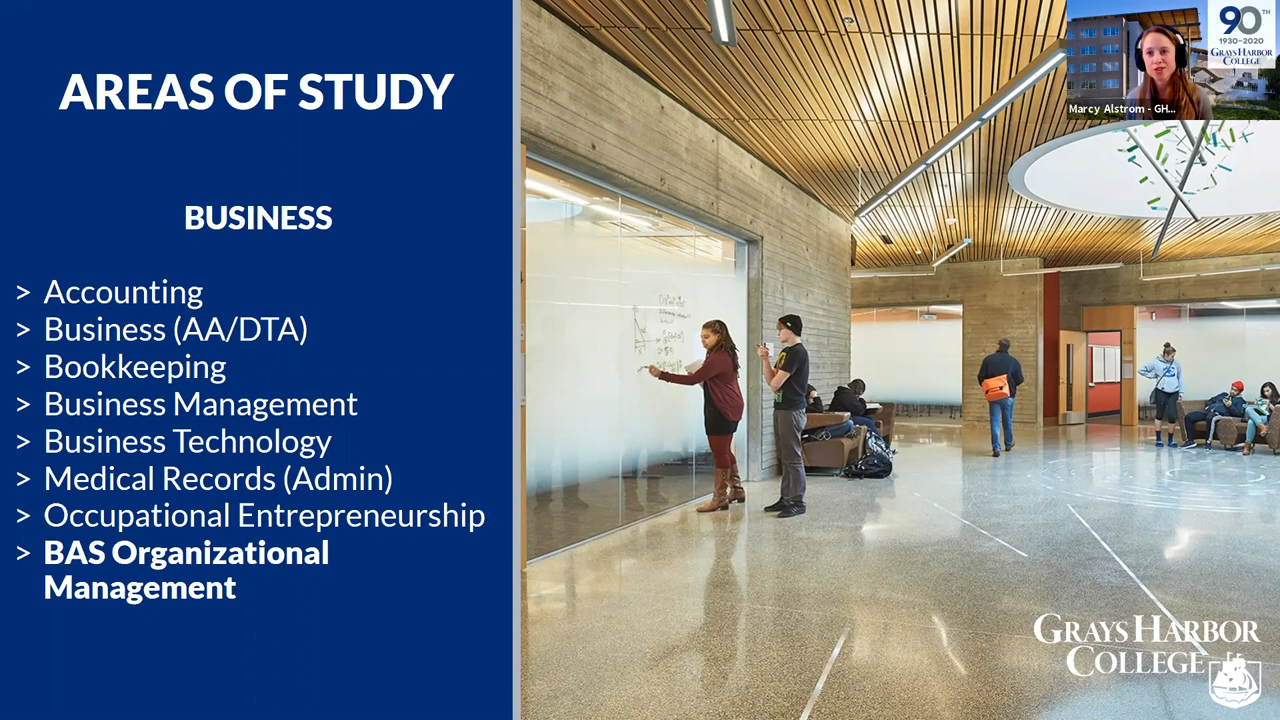 AREAS OF STUDY
BUSINESS
> Accounting
> Business (AA/DTA)
> Bookkeeping
> Business Management
> Business Technology
> Medical Records (Admin)
> Occupational Entrepreneurship
> BAS Organizational
Management
90TH
1930-2020
GRAYS HARBOR
COLLEGE
Marcy Alstrom - GH...
GRAYS HARBOR
COLLEGE